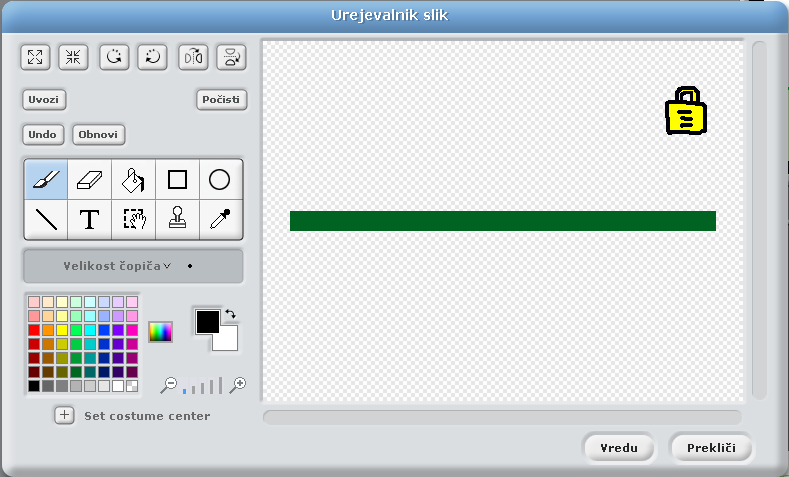 Urejevalnik slik
Uvozi
Počisti
Undo
Obnovi
T
Velikost čopiča
Set costume center
Vredu
Prekliči